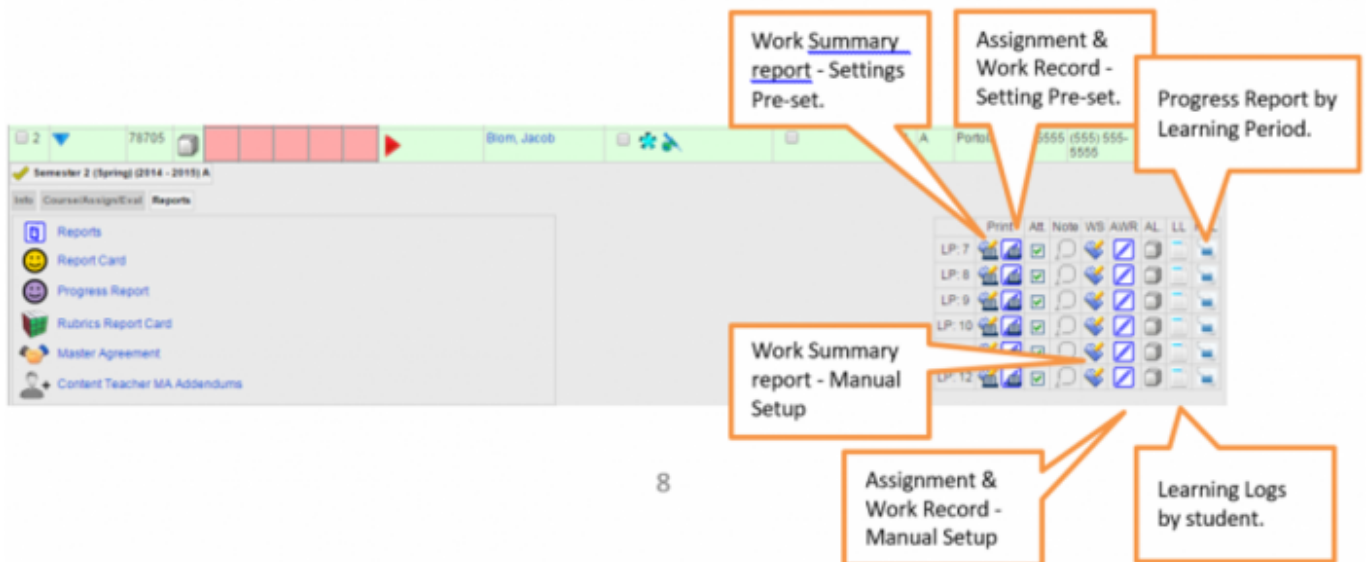 Work Summary
report - Settings
Pre-set.
Assignment &
Work Record -
Setting Pre-set.
Progress Report by
Learning Period.
2 78705 Blom, Jacob A 5555 (555) 555-
5555
Semester 2 (Spring) (2014 - 2015) A
Info Course/Assign/Eval Reports
Reports
Report Card
Progress Report
Rubrics Report Card
Master Agreement
Content Teacher MA Addendums
Print Att. Note WS AWR AL LL
LP: 7
LP: 8
LP: 9
LP: 10
LP: 12
Work Summary
report - Manual
Setup
8
Assignment &
Work Record -
Manual Setup
Learning Logs
by student.